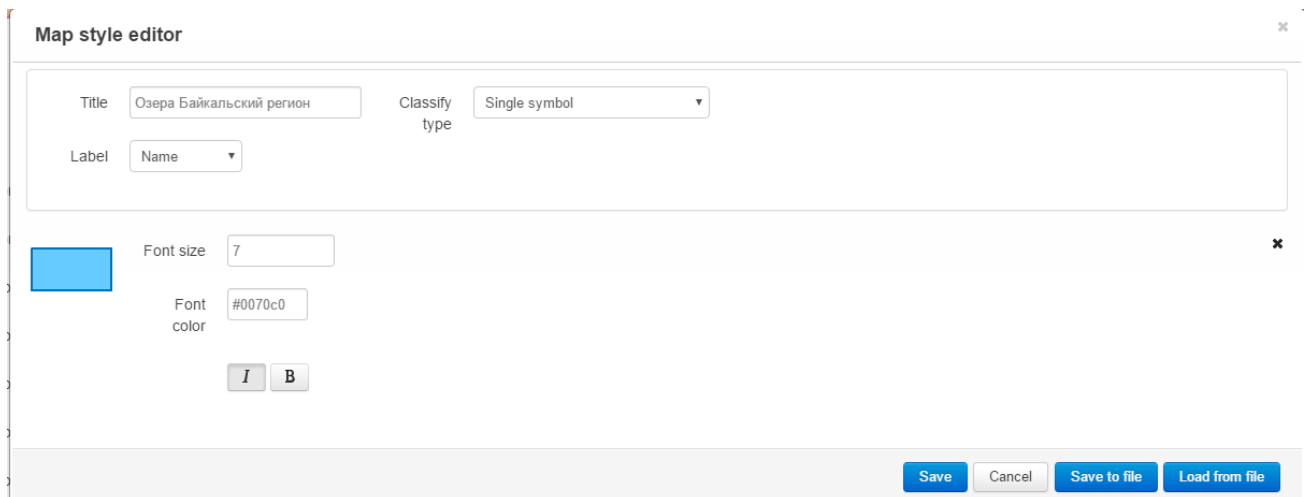 Map style editor
Title Озера Байкальский регион Classify type Single symbol
Label Name
Font size 7
Font color #0070c0
I B
Save Cancel Save to file Load from file